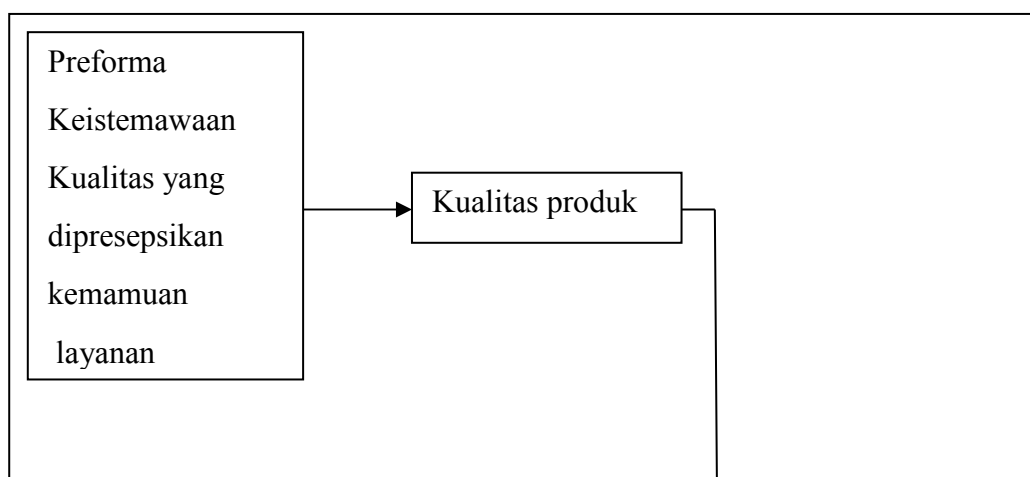 Preforma
Keistemawaan
Kualitas yang
dipresepsikan
kemamuan
layanan
Kualitas produk